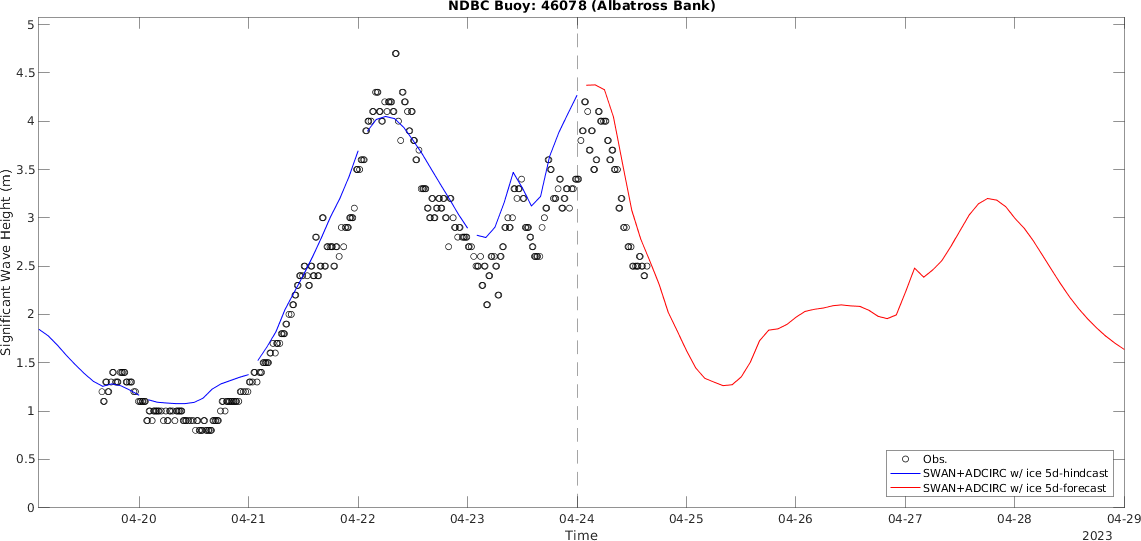 NDBC Buoy: 46078 (Albatross Bank)
5
4.5
4
3.5
3
2.5
2
1.5
1
0.5
0
Significant Wave Height (m)
Obs.
SWAN+ADCIRC w/ ice 5d-hindcast
SWAN+ADCIRC w/ ice 5d-forecast
04-20 04-21 04-22 04-23 04-24 04-25 04-26 04-27 04-28 04-29
Time
2023